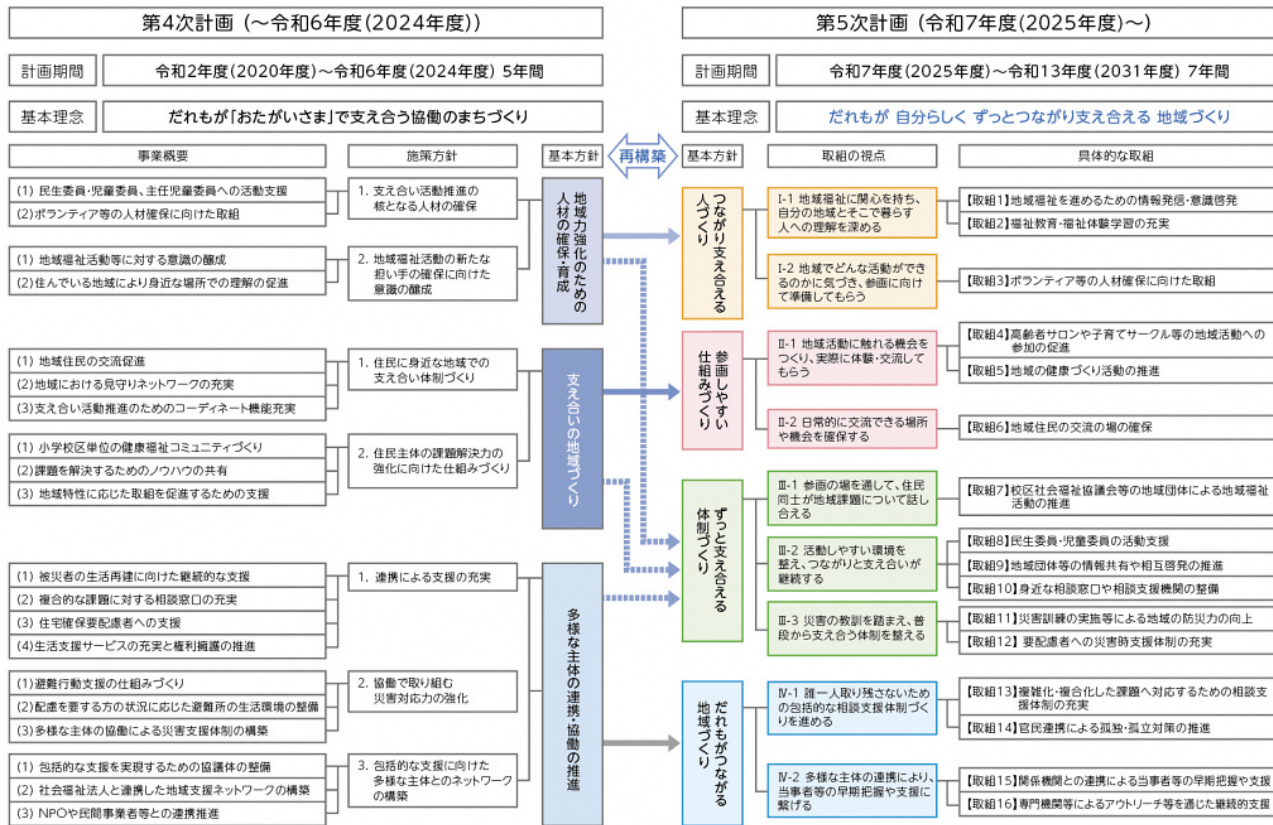 第4次計画 (〜令和6年度(2024年度))
計画期間
令和2年度(2020年度)〜令和6年度(2024年度) 5年間
基本理念
だれもが「おたがいさま」で支え合う協働のまちづくり
事業概要
施策方針
基本方針
(1) 民生委員・児童委員、主任児童委員への活動支援
(2)ボランティア等の人材確保に向けた取組
1. 支え合い活動推進の
核となる人材の確保
(1) 地域福祉活動等に対する意識の醸成
(2)住んでいる地域により身近な場所での理解の促進
2. 地域福祉活動の新たな
担い手の確保に向けた
意識の醸成
地域力強化のための
人材の確保・育成
(1) 地域住民の交流促進
(2)地域における見守りネットワークの充実
(3)支え合い活動推進のためのコーディネート機能充実
1. 住民に身近な地域での
支え合い体制づくり
(1) 小学校区単位の健康福祉コミュニティづくり
(2)課題を解決するためのノウハウの共有
(3) 地域特性に応じた取組を促進するための支援
2. 住民主体の課題解決力の
強化に向けた仕組みづくり
支え合いの地域づくり
(1) 被災者の生活再建に向けた継続的な支援
(2) 複合的な課題に対する相談窓口の充実
(3) 住宅確保要配慮者への支援
(4)生活支援サービスの充実と権利擁護の推進
1. 連携による支援の充実
(1)避難行動支援の仕組みづくり
(2)配慮を要する方の状況に応じた避難所の生活環境の整備
(3)多様な主体の協働による災害支援体制の構築
2. 協働で取り組む
災害対応力の強化
(1) 包括的な支援を実現するための協議体の整備
(2) 社会福祉法人と連携した地域支援ネットワークの構築
(3) NPOや民間事業者等との連携推進
3. 包括的な支援に向けた
多様な主体とのネットワーク
の構築
多様な主体の連携・協働の推進
再構築
第5次計画 (令和7年度(2025年度)〜)
計画期間
令和7年度(2025年度)〜令和13年度(2031年度) 7年間
基本理念
だれもが 自分らしく ずっとつながり支え合える 地域づくり
基本方針
取組の視点
具体的な取組
つながり支え合える
人づくり
I-1 地域福祉に関心を持ち、
自分の地域とそこで暮らす
人への理解を深める
【取組1】地域福祉を進めるための情報発信・意識啓発
【取組2】福祉教育・福祉体験学習の充実
I-2 地域でどんな活動ができ
るのかに気づき、参画に向け
て準備してもらう
【取組3】ボランティア等の人材確保に向けた取組
参画しやすい
仕組みづくり
II-1 地域活動に触れる機会を
つくり、実際に体験・交流して
もらう
【取組4】高齢者サロンや子育てサークル等の地域活動への
参加の促進
【取組5】地域の健康づくり活動の推進
II-2 日常的に交流できる場所
や機会を確保する
【取組6】地域住民の交流の場の確保
ずっと支え合える
体制づくり
III-1 参画の場を通して、住民
同士が地域課題について話し
合える
【取組7】校区社会福祉協議会等の地域団体による地域福祉
活動の推進
III-2 活動しやすい環境を
整え、つながりと支え合いが
継続する
【取組8】民生委員・児童委員の活動支援
【取組9】地域団体等の情報共有や相互啓発の推進
【取組10】身近な相談窓口や相談支援機関の整備
III-3 災害の教訓を踏まえ、普
段から支え合う体制を整える
【取組11】災害訓練の実施等による地域の防災力の向上
【取組12】 要配慮者への災害時支援体制の充実
だれもがつながる
地域づくり
IV-1 誰一人取り残さないため
の包括的な相談支援体制づく
りを進める
【取組13】複雑化・複合化した課題へ対応するための相談支
援体制の充実
【取組14】官民連携による孤独・孤立対策の推進
IV-2 多様な主体の連携により、
当事者等の早期把握や支援に
繋げる
【取組15】関係機関との連携による当事者等の早期把握や支援
【取組16】専門機関等によるアウトリーチ等を通じた継続的支援